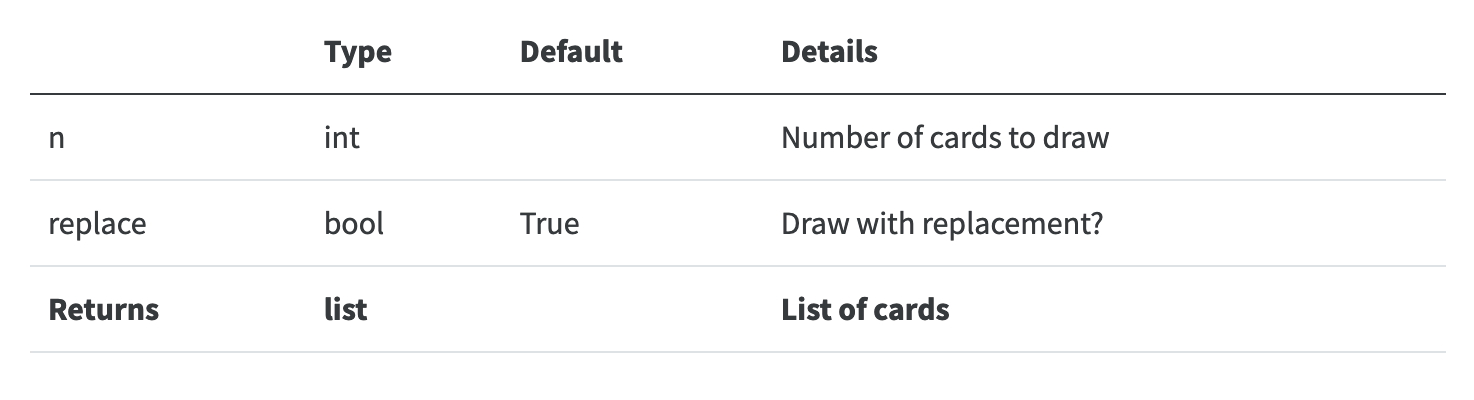 Type Default Details
n int Number of cards to draw
replace bool True Draw with replacement?
Returns list List of cards